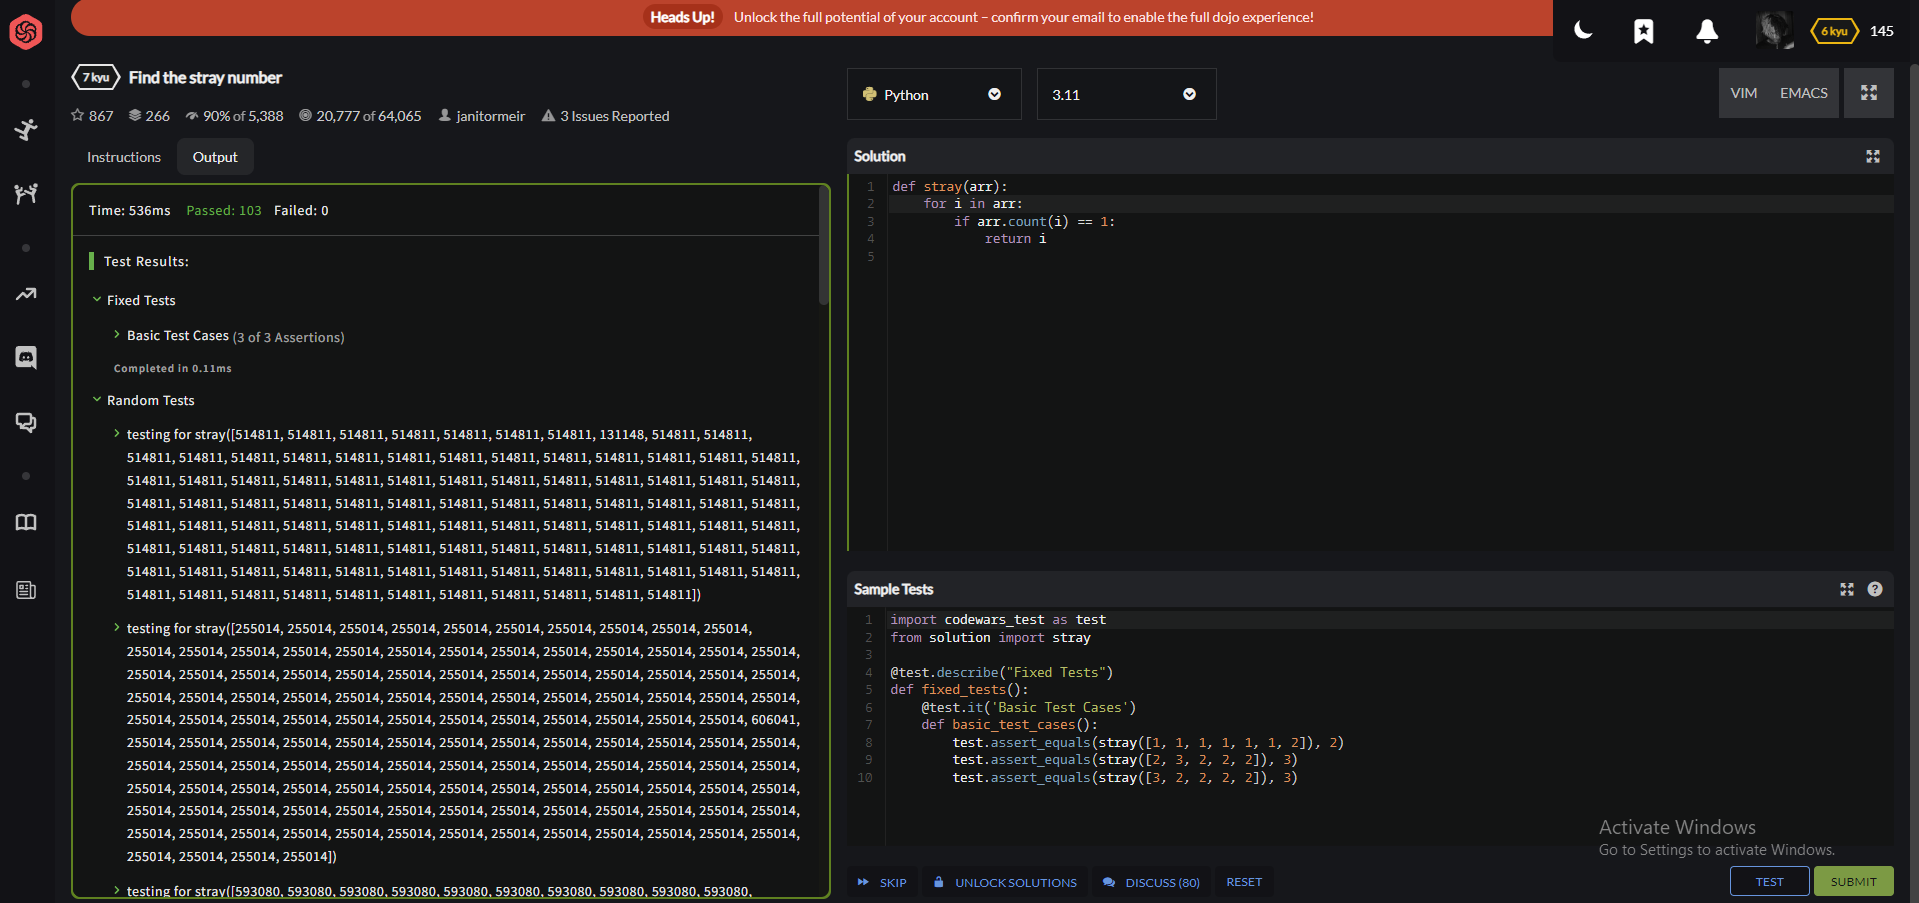 Heads Up! Unlock the full potential of your account – confirm your email to enable the full dojo experience!
6 kyu 145
7 kyu Find the stray number
867 266 90% of 5,388 20,777 of 64,065 janitormeir 3 Issues Reported
Instructions Output
Time: 536ms Passed: 103 Failed: 0
Test Results:
Fixed Tests
Basic Test Cases (3 of 3 Assertions)
Completed in 0.11ms
Random Tests
testing for stray([514811, 514811, 514811, 514811, 514811, 514811, 514811, 131148, 514811, 514811,
514811, 514811, 514811, 514811, 514811, 514811, 514811, 514811, 514811, 514811, 514811, 514811, 514811,
514811, 514811, 514811, 514811, 514811, 514811, 514811, 514811, 514811, 514811, 514811, 514811, 514811,
514811, 514811, 514811, 514811, 514811, 514811, 514811, 514811, 514811, 514811, 514811, 514811, 514811,
514811, 514811, 514811, 514811, 514811, 514811, 514811, 514811, 514811, 514811, 514811, 514811, 514811,
514811, 514811, 514811, 514811, 514811, 514811, 514811, 514811, 514811, 514811, 514811, 514811, 514811,
514811, 514811, 514811, 514811, 514811, 514811, 514811, 514811, 514811, 514811, 514811, 514811, 514811,
514811, 514811, 514811, 514811, 514811, 514811, 514811, 514811, 514811, 514811, 514811])
testing for stray([255014, 255014, 255014, 255014, 255014, 255014, 255014, 255014, 255014, 255014,
255014, 255014, 255014, 255014, 255014, 255014, 255014, 255014, 255014, 255014, 255014, 255014, 255014,
255014, 255014, 255014, 255014, 255014, 255014, 255014, 255014, 255014, 255014, 255014, 255014, 255014,
255014, 255014, 255014, 255014, 255014, 255014, 255014, 255014, 255014, 255014, 255014, 255014, 255014,
255014, 255014, 255014, 255014, 255014, 255014, 255014, 255014, 255014, 255014, 255014, 255014, 606041,
255014, 255014, 255014, 255014, 255014, 255014, 255014, 255014, 255014, 255014, 255014, 255014, 255014,
255014, 255014, 255014, 255014, 255014, 255014, 255014, 255014, 255014, 255014, 255014, 255014, 255014,
255014, 255014, 255014, 255014, 255014, 255014, 255014, 255014, 255014, 255014, 255014, 255014, 255014,
255014, 255014, 255014, 255014, 255014, 255014, 255014, 255014, 255014, 255014, 255014, 255014, 255014,
255014, 255014, 255014, 255014, 255014, 255014, 255014, 255014, 255014, 255014, 255014, 255014, 255014,
255014, 255014, 255014, 255014])
testing for stray([593080, 593080, 593080, 593080, 593080, 593080, 593080, 593080, 593080, 593080,
Python 3.11 VIM EMACS
Solution
1 def stray(arr):
2 for i in arr:
3 if arr.count(i) == 1:
4 return i
5
Sample Tests
1 import codewars_test as test
2 from solution import stray
3
4 @test.describe("Fixed Tests")
5 def fixed_tests():
6 @test.it('Basic Test Cases')
7 def basic_test_cases():
8 test.assert_equals(stray([1, 1, 1, 1, 1, 1, 2]), 2)
9 test.assert_equals(stray([2, 3, 2, 2, 2]), 3)
10 test.assert_equals(stray([3, 2, 2, 2, 2]), 3)
Activate Windows
Go to Settings to activate Windows.
SKIP UNLOCK SOLUTIONS DISCUSS (80) RESET TEST SUBMIT